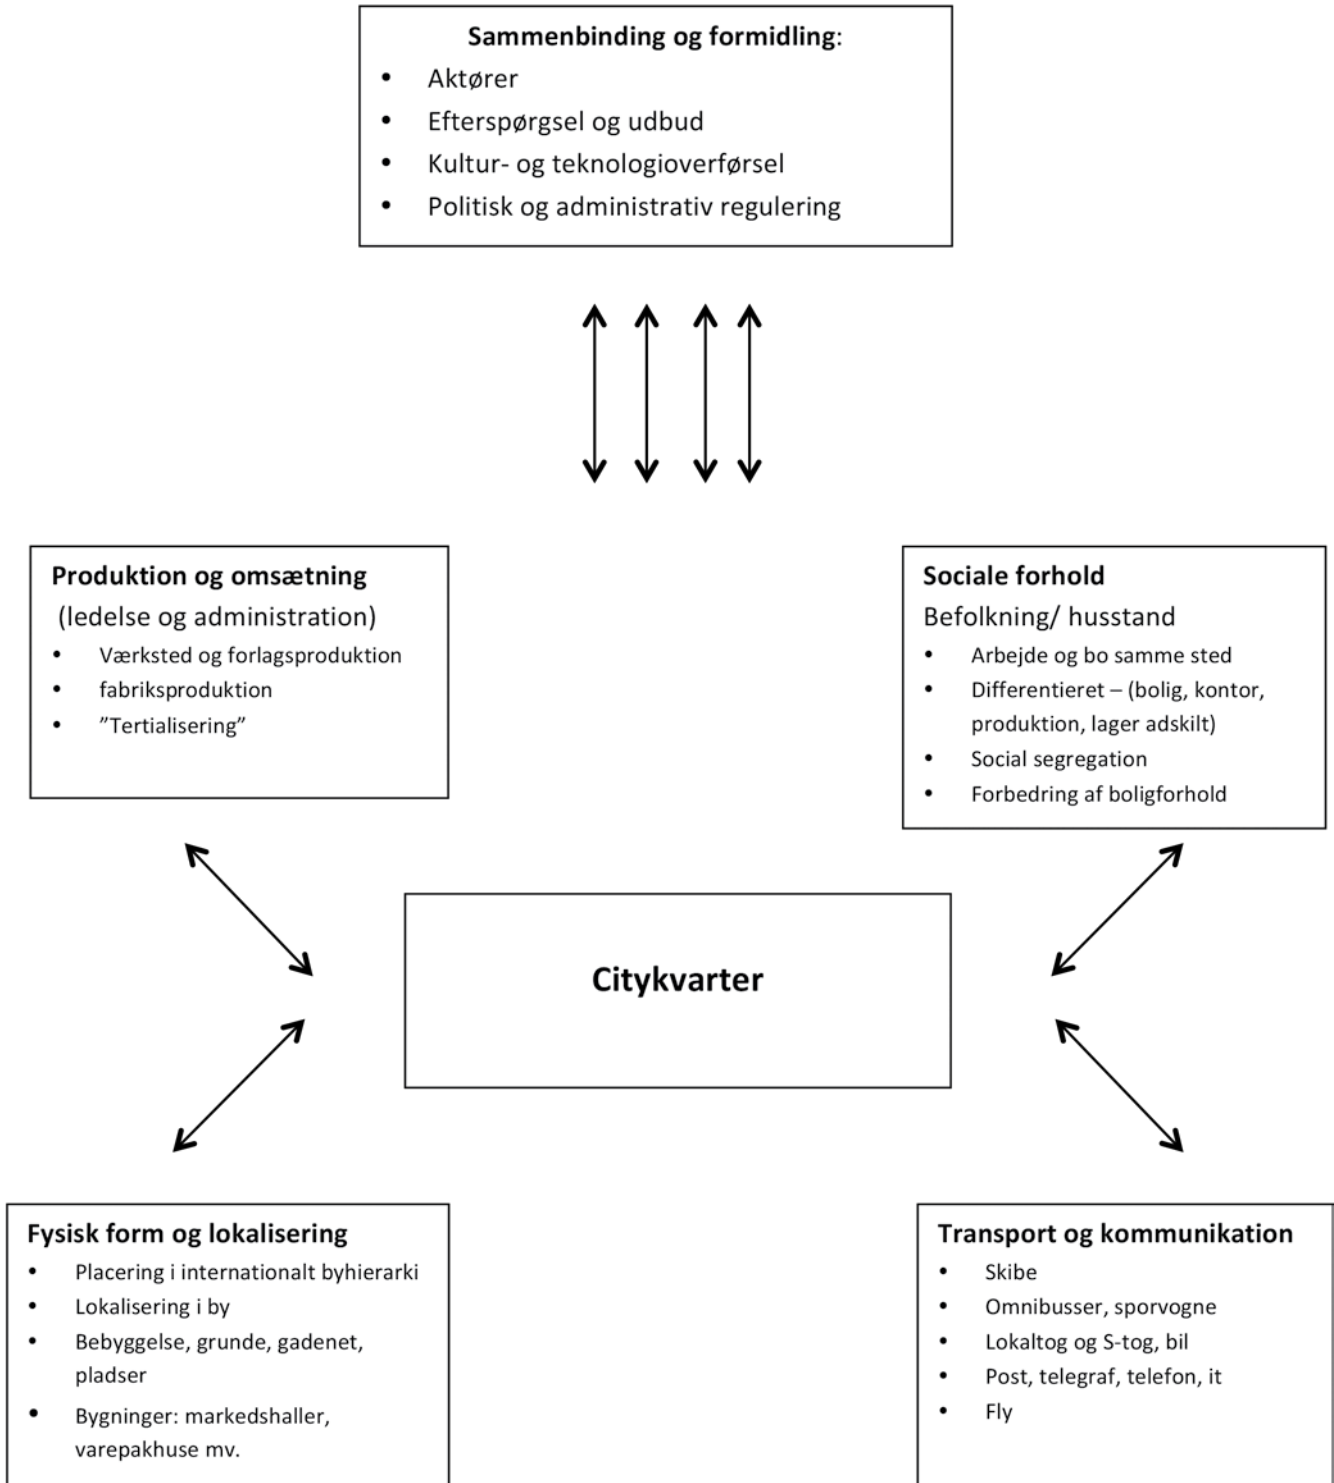 Sammenbinding og formidling:
• Aktører
• Efterspørgsel og udbud
• Kultur- og teknologioverførsel
• Politisk og administrativ regulering
Produktion og omsætning
(ledelse og administration)
• Værksted og forlagsproduktion
• fabriksproduktion
• ”Tertialisering”
Sociale forhold
Befolkning/ husstand
• Arbejde og bo samme sted
• Differentieret – (bolig, kontor,
produktion, lager adskilt)
• Social segregation
• Forbedring af boligforhold
Citykvarter
Fysisk form og lokalisering
• Placering i internationalt byhierarki
• Lokalisering i by
• Bebyggelse, grunde, gadenet,
pladser
• Bygninger: markedshaller,
varepakhuse mv.
Transport og kommunikation
• Skibe
• Omnibusser, sporvogne
• Lokaltog og S-tog, bil
• Post, telegraf, telefon, it
• Fly